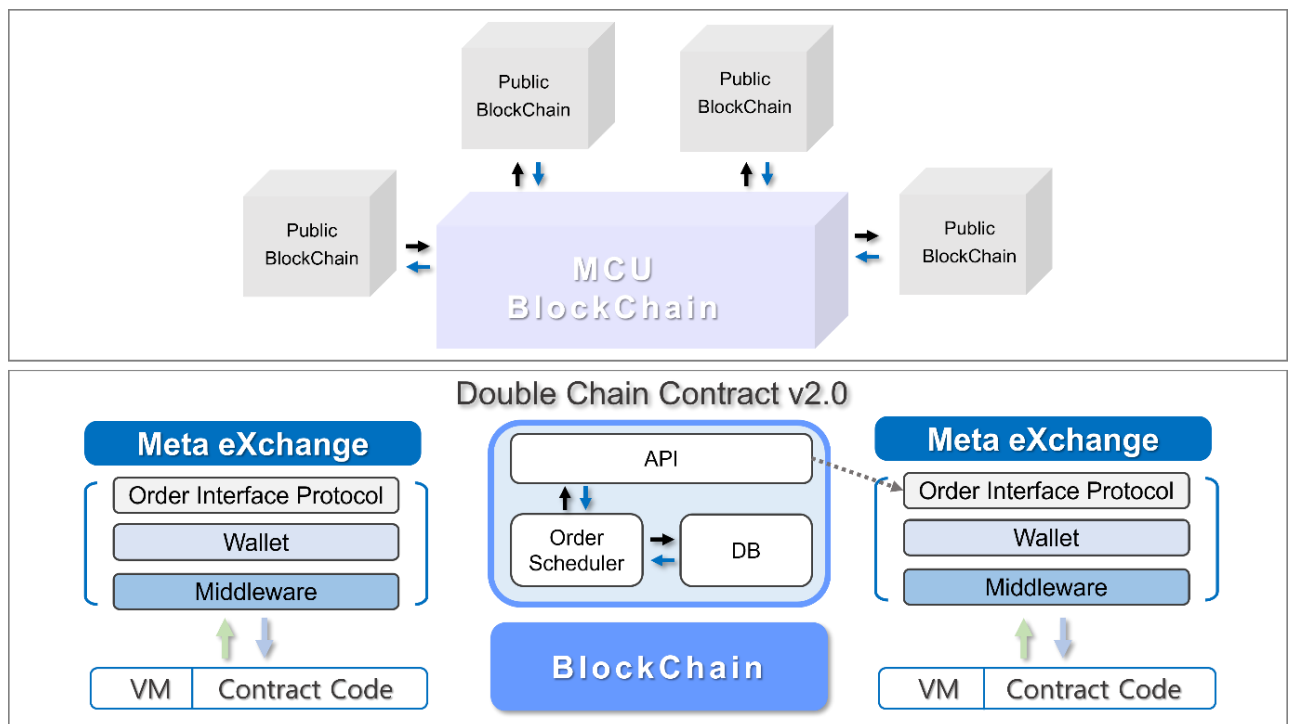 Public
BlockChain
Public
BlockChain
Public
BlockChain
Public
BlockChain
MCU
BlockChain
Double Chain Contract v2.0
Meta eXchange
Order Interface Protocol
Wallet
Middleware
VM
Contract Code
API
Order
Scheduler
DB
BlockChain
Meta eXchange
Order Interface Protocol
Wallet
Middleware
VM
Contract Code